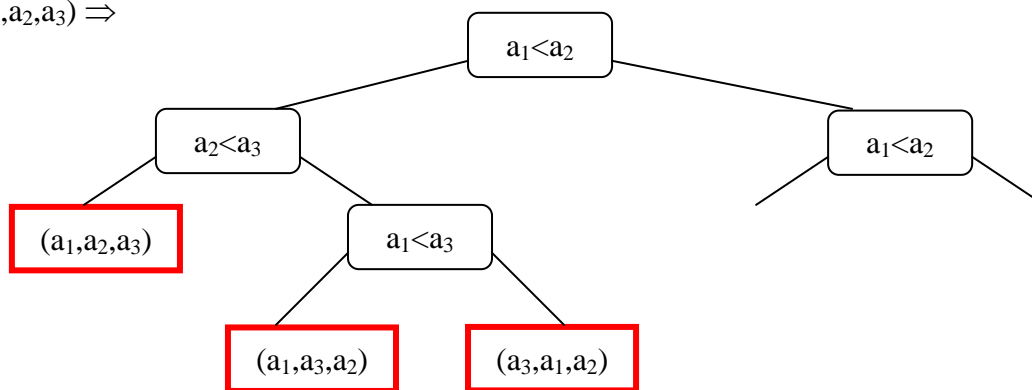 ,a₂,a₃) ⇒
a₁<a₂
a₂<a₃
a₁<a₂
(a₁,a₂,a₃)
a₁<a₃
(a₁,a₃,a₂)
(a₃,a₁,a₂)